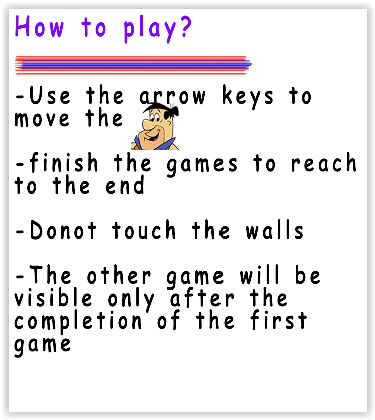 How to play?
-Use the arrow keys to
move the
-finish the games to reach
to the end
-Donot touch the walls
-The other game will be
visible only after the
completion of the first
game